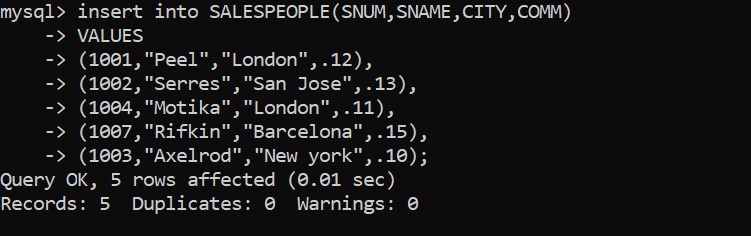 mysql> insert into SALESPEOPLE(SNUM,SNAME,CITY,COMM)
    -> VALUES
    -> (1001,"Peel","London",.12),
    -> (1002,"Serres","San Jose",.13),
    -> (1004,"Motika","London",.11),
    -> (1007,"Rifkin","Barcelona",.15),
    -> (1003,"Axelrod","New york",.10);
Query OK, 5 rows affected (0.01 sec)
Records: 5  Duplicates: 0  Warnings: 0